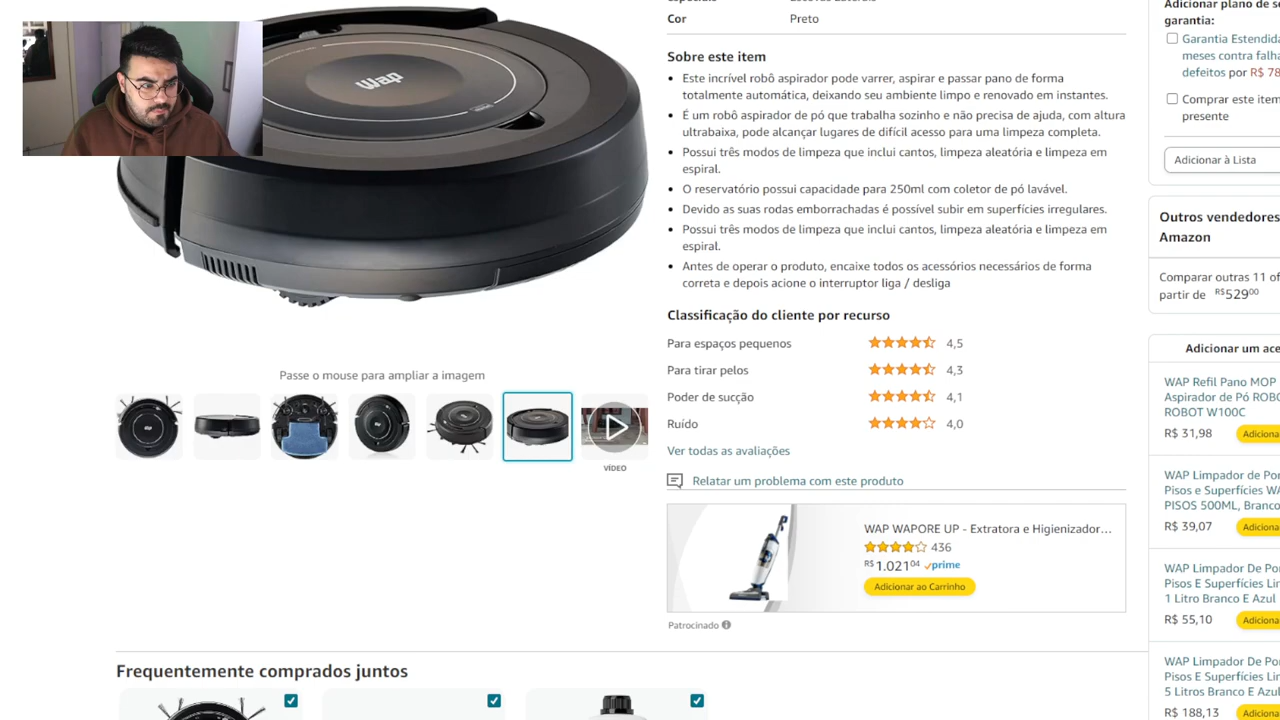 Cor Preto
Sobre este item
Este incrível robô aspirador pode varrer, aspirar e passar pano de forma
totalmente automática, deixando seu ambiente limpo e renovado em instantes.
É um robô aspirador de pó que trabalha sozinho e não precisa de ajuda, com altura
ultrabaixa, pode alcançar lugares de difícil acesso para uma limpeza completa.
Possui três modos de limpeza que inclui cantos, limpeza aleatória e limpeza em
espiral.
O reservatório possui capacidade para 250ml com coletor de pó lavável.
Devido as suas rodas emborrachadas é possível subir em superfícies irregulares.
Possui três modos de limpeza que inclui cantos, limpeza aleatória e limpeza em
espiral.
Antes de operar o produto, encaixe todos os acessórios necessários de forma
correta e depois acione o interruptor liga / desliga
Classificação do cliente por recurso
Para espaços pequenos 4,5
Para tirar pelos 4,3
Poder de sucção 4,1
Ruído 4,0
Ver todas as avaliações
Relatar um problema com este produto
WAP WAPORE UP - Extratora e Higienizador...
436
R$ 1.02104 prime
Adicionar ao Carrinho
Patrocinado
wap
Passe o mouse para ampliar a imagem
VÍDEO
Frequentemente comprados juntos
Adicionar plano de se
garantia:
Garantia Estendida
meses contra falha
defeitos por R$ 78
Comprar este item
presente
Adicionar à Lista
Outros vendedores
Amazon
Comparar outras 11 of
partir de R$52900
Adicionar um ace
WAP Refil Pano MOP
Aspirador de Pó ROBO
ROBOT W100C
R$ 31,98 Adiciona
WAP Limpador de Por
Pisos e Superfícies WA
PISOS 500ML, Branco
R$ 39,07 Adiciona
WAP Limpador De Por
Pisos E Superfícies Lim
1 Litro Branco E Azul
R$ 55,10 Adiciona
WAP Limpador De Por
Pisos E Superfícies Lim
5 Litros Branco E Azul
R$ 188,13 Adiciona